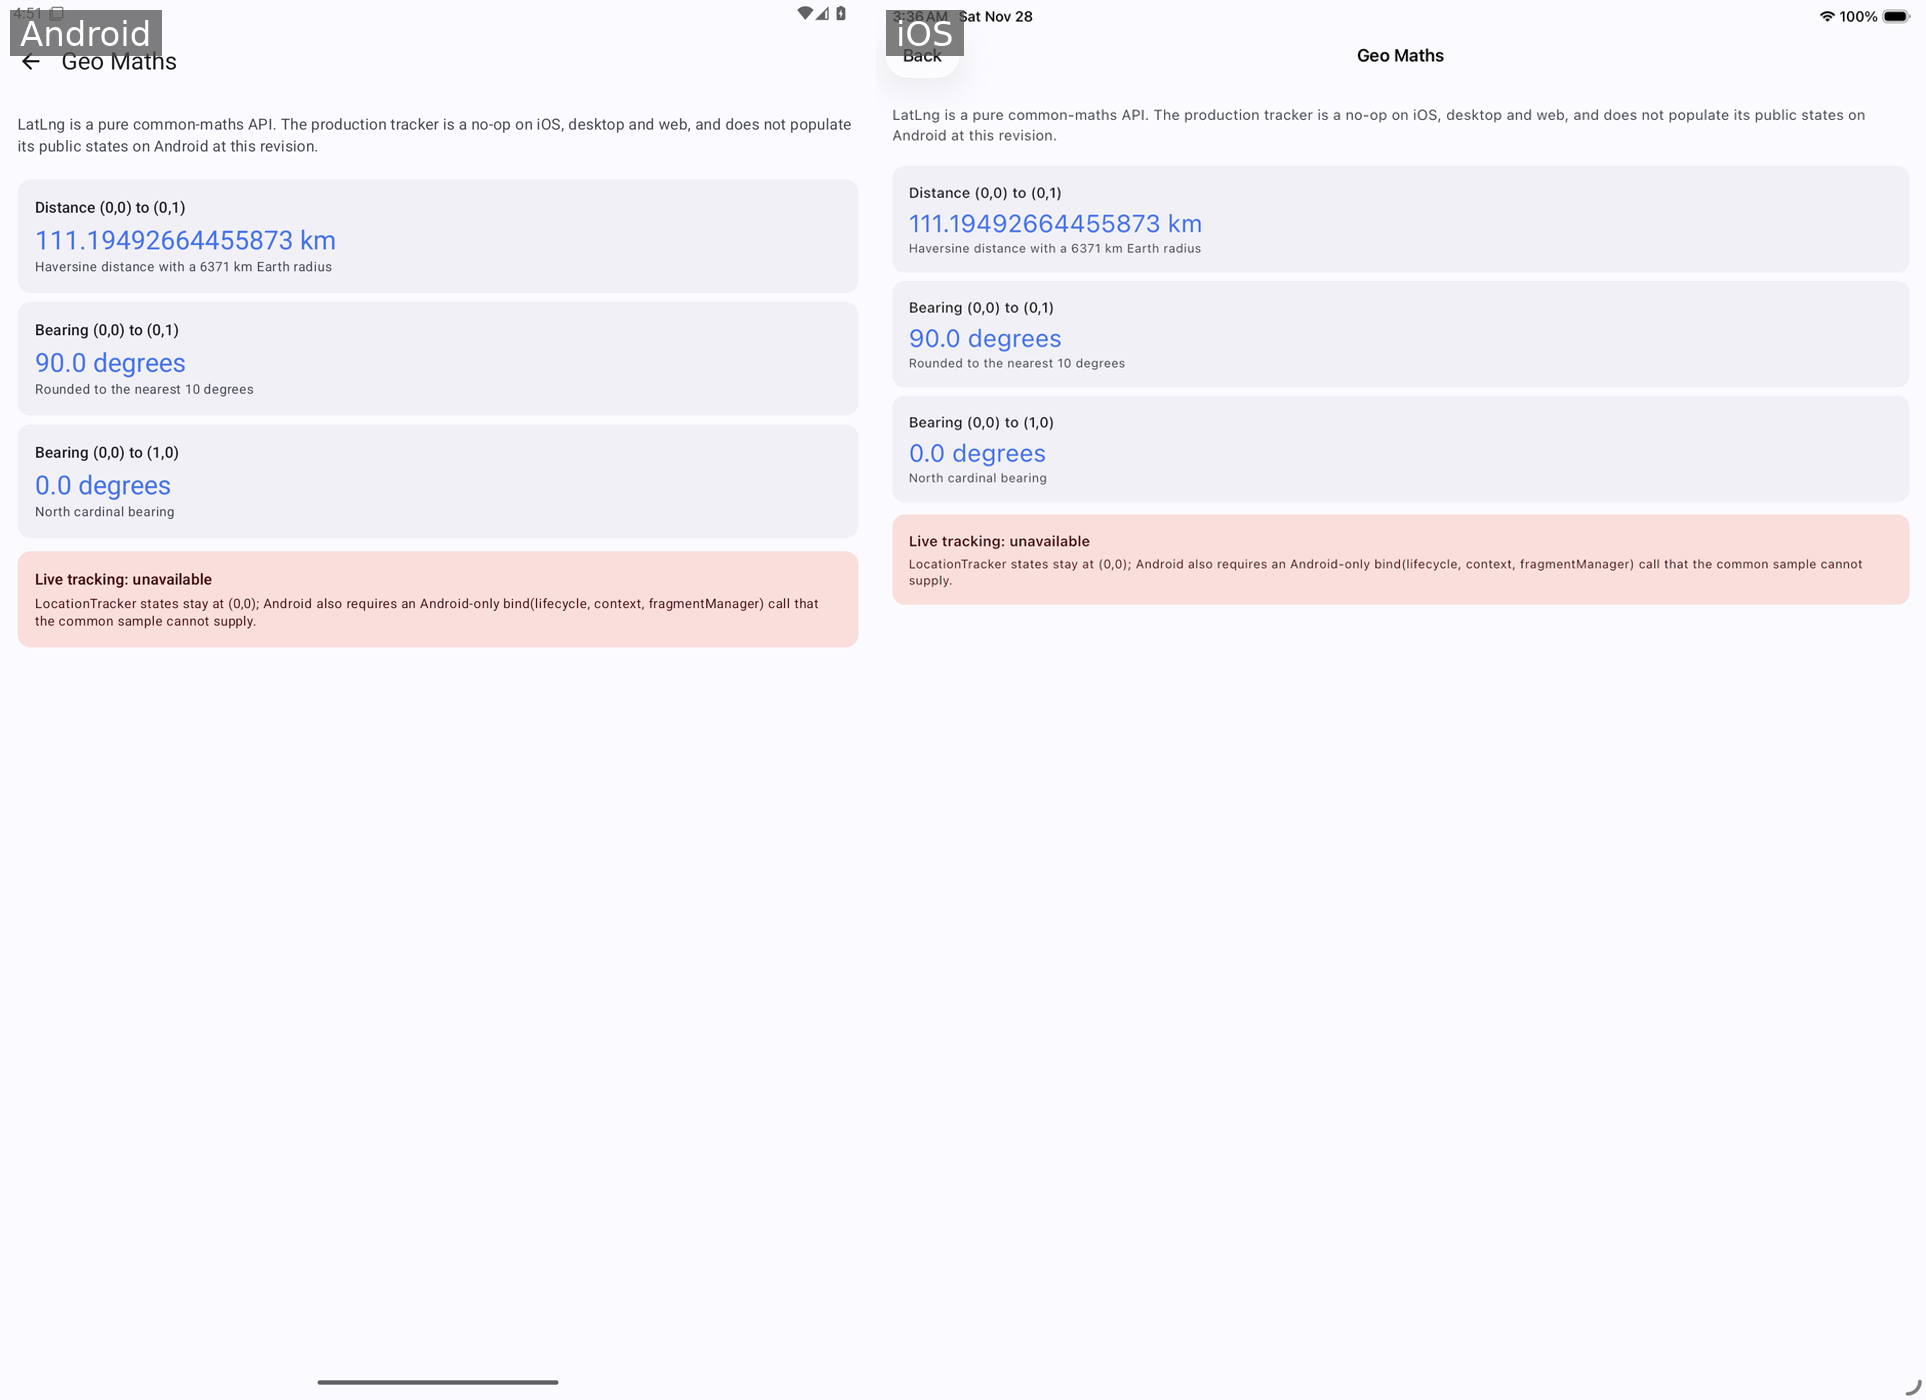 Android
4:51
Geo Maths
LatLng is a pure common-maths API. The production tracker is a no-op on iOS, desktop and web, and does not populate
its public states on Android at this revision.
Distance (0,0) to (0,1)
111.19492664455873 km
Haversine distance with a 6371 km Earth radius
Bearing (0,0) to (0,1)
90.0 degrees
Rounded to the nearest 10 degrees
Bearing (0,0) to (1,0)
0.0 degrees
North cardinal bearing
Live tracking: unavailable
LocationTracker states stay at (0,0); Android also requires an Android-only bind(lifecycle, context, fragmentManager) call that
the common sample cannot supply.
iOS
3:36 AM Sat Nov 28
100%
Back
Geo Maths
LatLng is a pure common-maths API. The production tracker is a no-op on iOS, desktop and web, and does not populate its public states on
Android at this revision.
Distance (0,0) to (0,1)
111.19492664455873 km
Haversine distance with a 6371 km Earth radius
Bearing (0,0) to (0,1)
90.0 degrees
Rounded to the nearest 10 degrees
Bearing (0,0) to (1,0)
0.0 degrees
North cardinal bearing
Live tracking: unavailable
LocationTracker states stay at (0,0); Android also requires an Android-only bind(lifecycle, context, fragmentManager) call that the common sample cannot
supply.